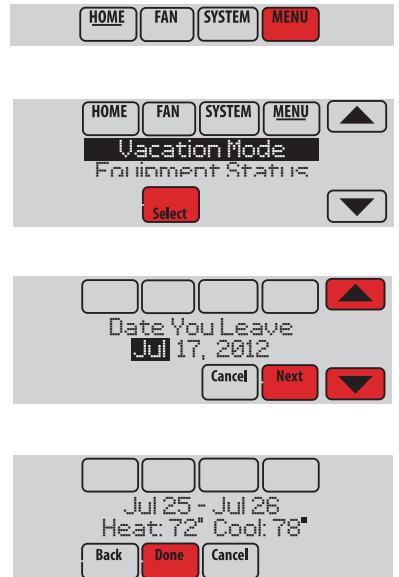 HOME FAN SYSTEM MENU
HOME FAN SYSTEM MENU
Vacation Mode
Equipment Status
Select
Date You Leave
Jul 17, 2012
Cancel Next
Jul 25 - Jul 26
Heat: 72° Cool: 78°
Back Done Cancel